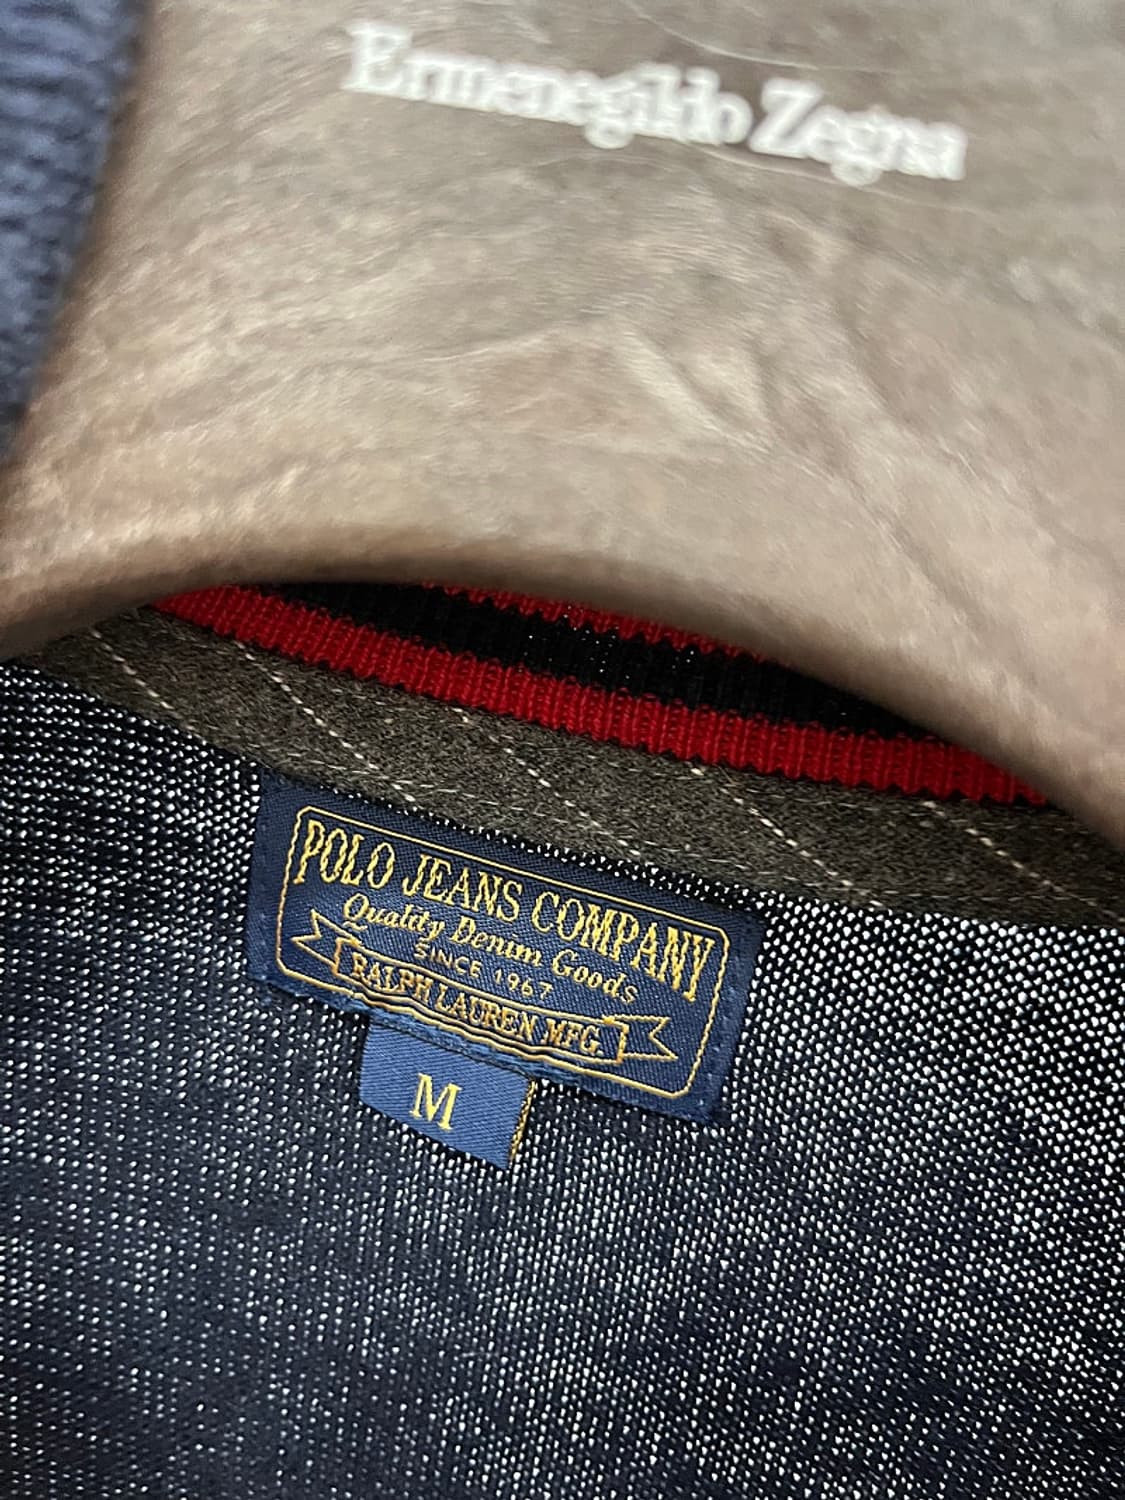 Ermenegildo Zegna
POLO JEANS COMPANY
Quality Denim Goods
SINCE 1967
RALPH LAUREN MFG.
M